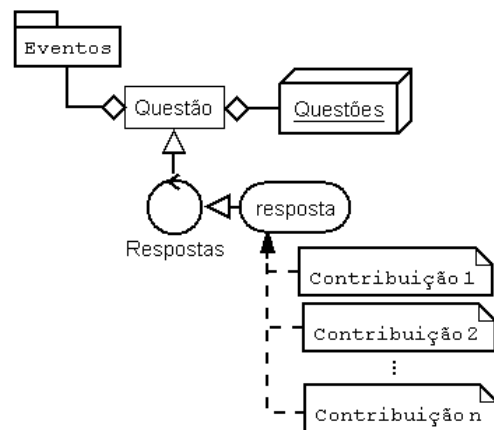 Eventos
Questão
Questões
resposta
Respostas
Contribuição 1
Contribuição 2
...
Contribuição n